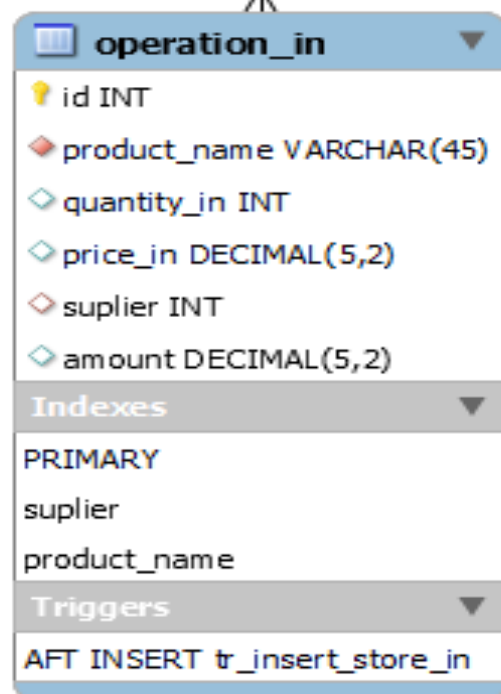 operation_in
id INT
product_name VARCHAR(45)
quantity_in INT
price_in DECIMAL(5,2)
suplier INT
amount DECIMAL(5,2)
Indexes
PRIMARY
suplier
product_name
Triggers
AFT INSERT tr_insert_store_in